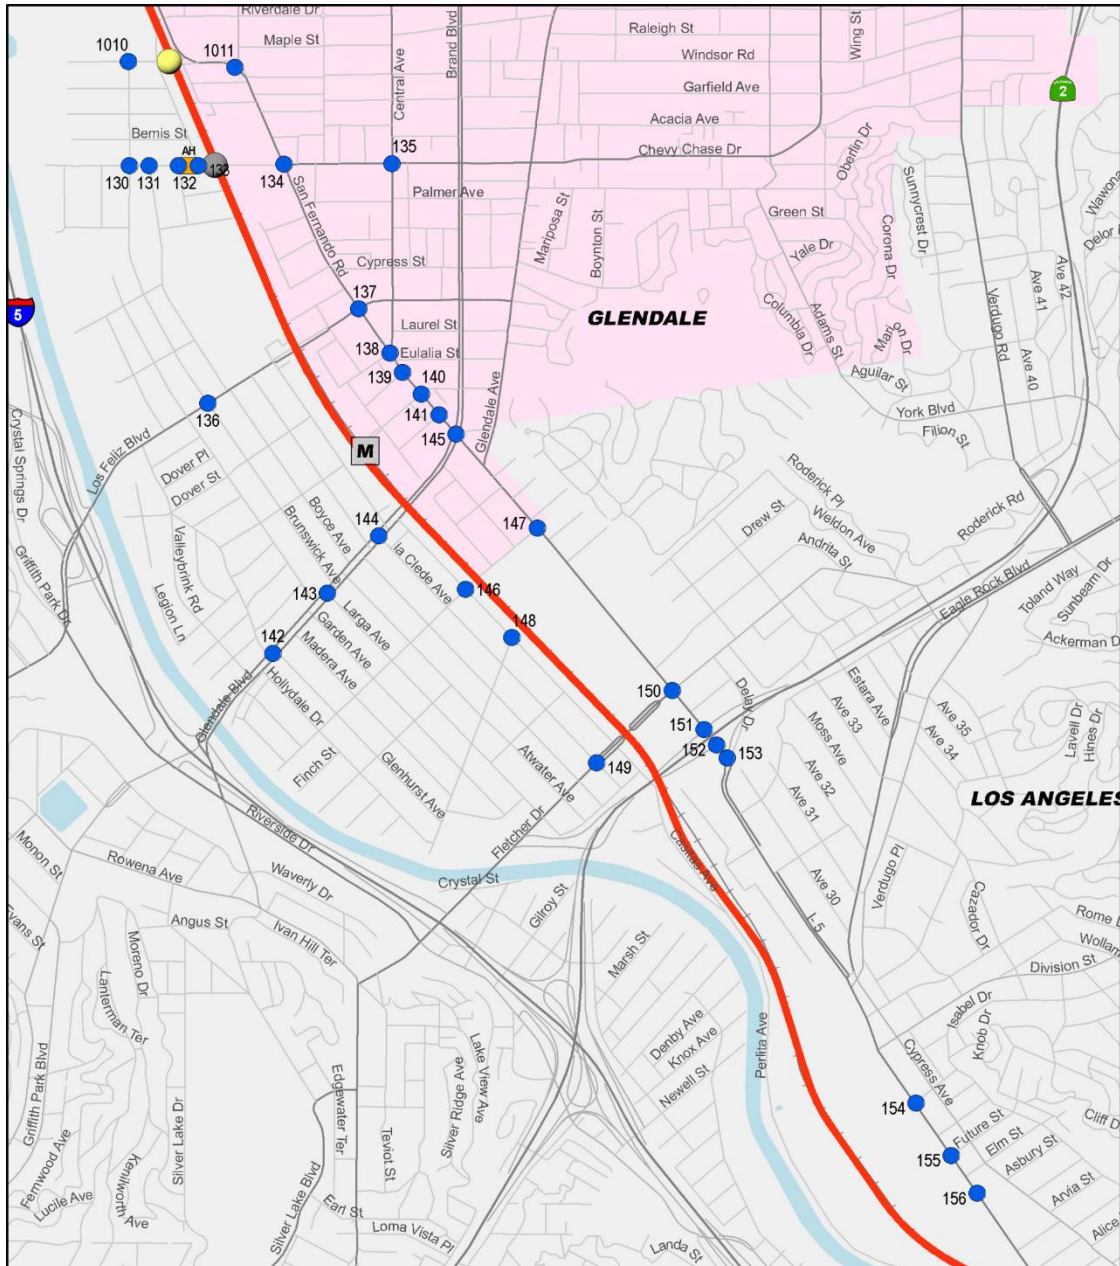 Riverdale Dr
Maple St
1010
1011
Central Ave
Brand Blvd
Raleigh St
Windsor Rd
Garfield Ave
Acacia Ave
Chevy Chase Dr
Wing St
2
Bemis St
AH
130
131
132
133
134
135
San Fernando Rd
Palmer Ave
Cypress St
Mariposa St
Boynton St
Green St
Yale Dr
Oberlin Dr
Corona Dr
Sunnycrest Dr
Columbia Dr
Adams St
Marion Dr
Aguilar St
Verdugo Rd
Ave 41
Ave 42
Ave 40
5
137
Laurel St
138
Eulalia St
139
140
141
145
GLENDALE
Glendale Ave
York Blvd
Filion St
136
Los Feliz Blvd
Crystal Springs Dr
Griffith Park Dr
M
Dover Pl
Dover St
Valleybrink Rd
Legion Ln
Boyce Ave
Brunswick Ave
144
la Clede Ave
143
Larga Ave
Garden Ave
Madera Ave
142
Hollydale Dr
Glendale Blvd
147
146
148
Drew St
Roderick Pl
Weldon Ave
Andrita St
Roderick Rd
Eagle Rock Blvd
Toland Way
Sunbeam Dr
Ackerman D
150
151
152
153
149
Delay Dr
Estara Ave
Ave 33
Moss Ave
Ave 32
Ave 31
Ave 30
Ave 35
Ave 34
Lavell Dr
Hines Dr
LOS ANGELES
Finch St
Glenhurst Ave
Atwater Ave
Fletcher Dr
Riverside Dr
Crystal St
Casitas Ave
Monon St
Rowena Ave
Waverly Dr
Evans St
Angus St
Ivan Hill Ter
Moreno Dr
Lanterman Ter
Gilroy St
Marsh St
I- 5
Verdugo Pl
Cazador Dr
Rome
Division St
Isabel Dr
Knob Dr
Cypress Ave
Denby Ave
Knox Ave
Newell St
Perlita Ave
154
155
156
Future St
Elm St
Asbury St
Arvia St
Cliff D
Griffith Park Blvd
Fernwood Ave
Lucile Ave
Kenilworth Ave
Silver Lake Dr
Edgewater Ter
Silver Lake Blvd
Earl St
Teviot St
Silver Ridge Ave
Lake View Ave
Loma Vista Pl
Landa St